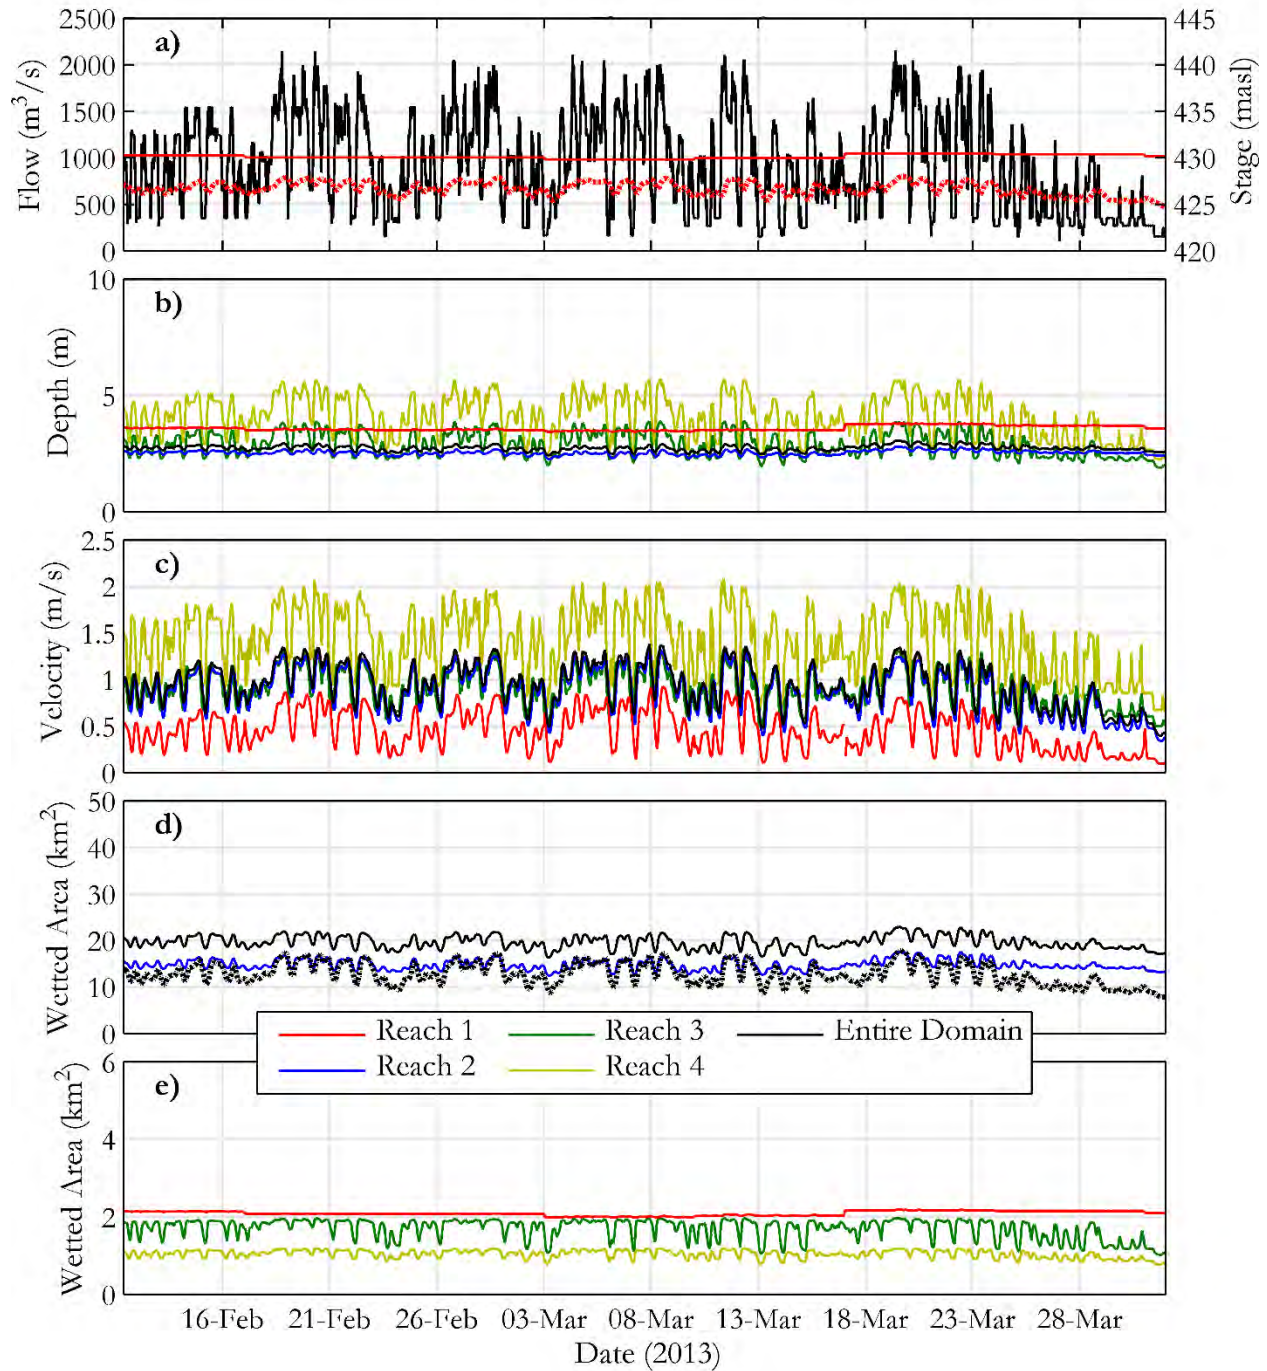 a)
2500
2000
1500
1000
500
0
Flow (m³/s)
445
440
435
430
425
420
Stage (masl)
b)
10
5
0
Depth (m)
c)
2.5
2
1.5
1
0.5
0
Velocity (m/s)
d)
50
40
30
20
10
0
Wetted Area (km²)
Reach 1 Reach 3 Entire Domain
Reach 2 Reach 4
e)
6
4
2
0
Wetted Area (km²)
16-Feb 21-Feb 26-Feb 03-Mar 08-Mar 13-Mar 18-Mar 23-Mar 28-Mar
Date (2013)